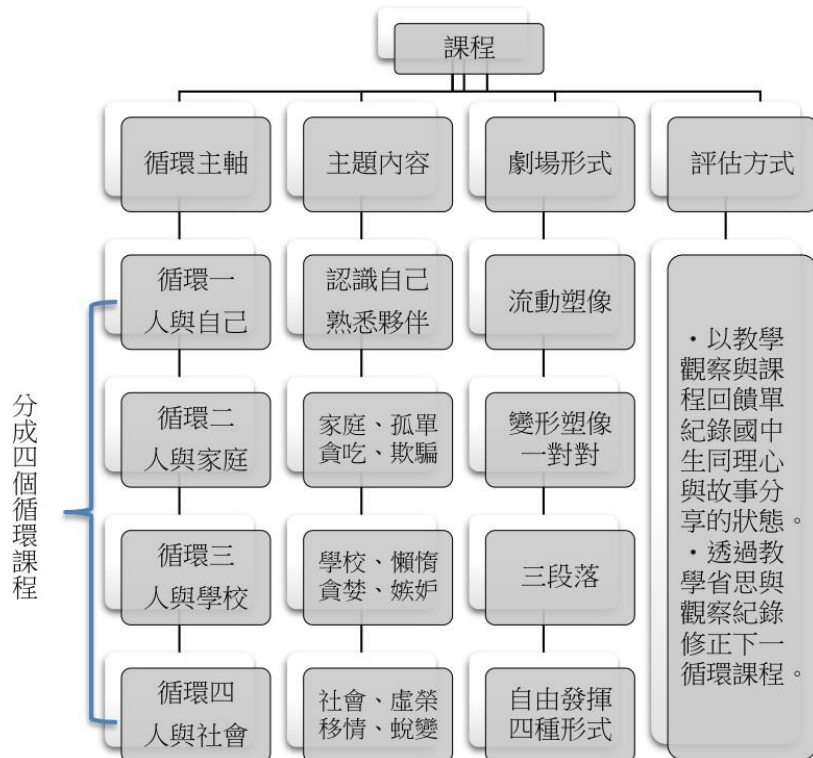 課程
循環主軸
主題內容
劇場形式
評估方式
分成四個循環課程
循環一
人與自己
認識自己
熟悉夥伴
流動塑像
循環二
人與家庭
家庭、孤單
貪吃、欺騙
變形塑像
一對對
循環三
人與學校
學校、懶惰
貪婪、嫉妒
三段落
循環四
人與社會
社會、虛榮
移情、蛻變
自由發揮
四種形式
・以教學
觀察與課
程回饋單
紀錄國中
生同理心
與故事分
享的狀態。
・透過教
學省思與
觀察紀錄
修正下一
循環課程。